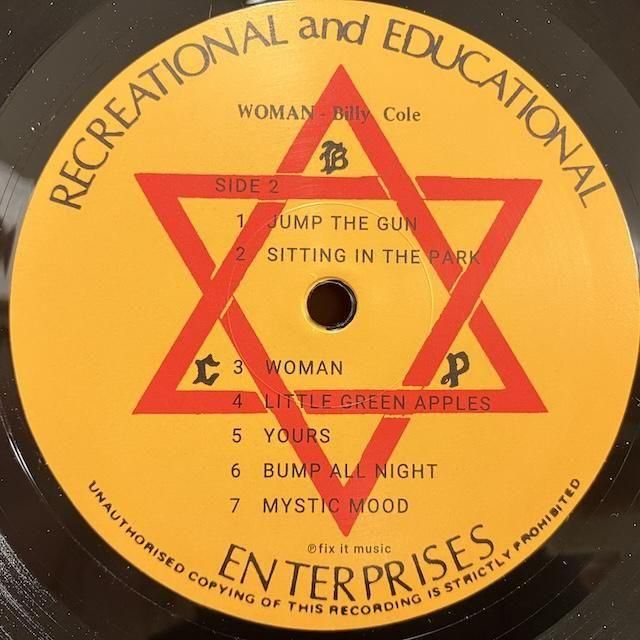 RECREATIONAL and EDUCATIONAL
WOMAN - Billy Cole
B
SIDE 2
1 JUMP THE GUN
2 SITTING IN THE PARK
C
P
3 WOMAN
4 LITTLE GREEN APPLES
5 YOURS
6 BUMP ALL NIGHT
7 MYSTIC MOOD
℗fix it music
ENTERPRISES
UNAUTHORISED COPYING OF THIS RECORDING IS STRICTLY PROHIBITED